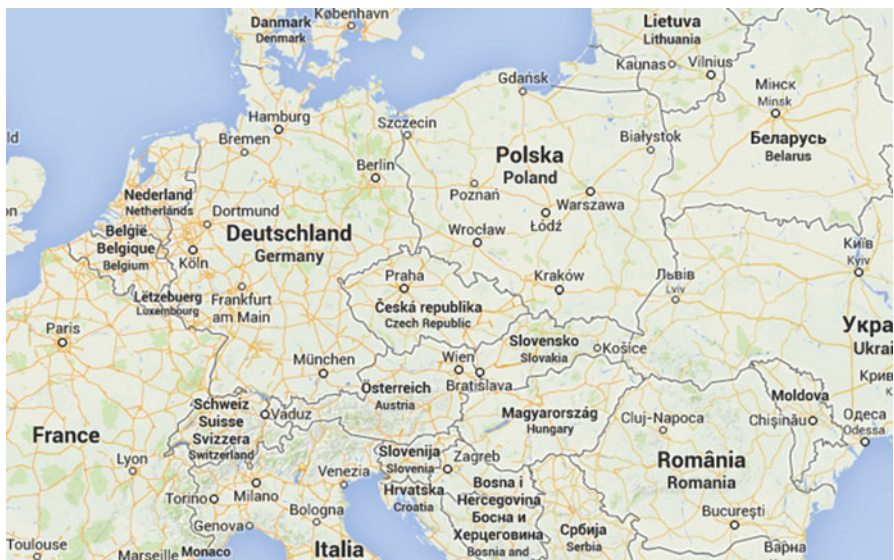 Danmark
Denmark
København
Lietuva
Lithuania
Kaunas
Vilnius
Gdańsk
Мінск
Minsk
Hamburg
Szczecin
Białystok
Беларусь
Belarus
Bremen
Berlin
Polska
Poland
Poznań
Warszawa
Nederland
Netherlands
Dortmund
Łódź
België
Belgique
Belgium
Deutschland
Germany
Wrocław
Київ
Kyiv
Köln
Praha
Kraków
Львів
Lviv
Lëtzebuerg
Luxembourg
Frankfurt
am Main
Česká republika
Czech Republic
Paris
Укра
Ukrai
Slovensko
Slovakia
Košice
München
Wien
Bratislava
Österreich
Austria
Крив
Moldova
Schweiz
Suisse
Svizzera
Switzerland
Vaduz
Magyarország
Hungary
Cluj-Napoca
Chișinău
Одеса
Odessa
France
Slovenija
Slovenia
Zagreb
România
Romania
Lyon
Torino
Milano
Venezia
Hrvatska
Croatia
Bosna i
Hercegovina
Босна и
Херцеговина
Bosnia and
București
Genova
Bologna
Србија
Serbia
Toulouse
Marseille
Monaco
Italia
Варна